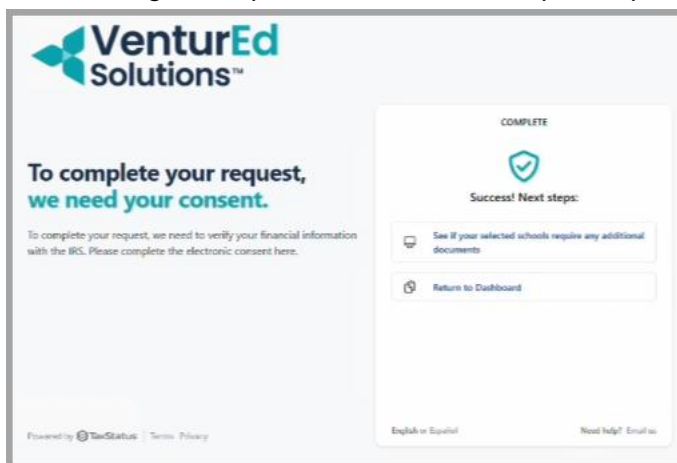 VenturEd
Solutions™
To complete your request,
we need your consent.
To complete your request, we need to verify your financial information
with the IRS. Please complete the electronic consent here.
COMPLETE
Success! Next steps:
See if your selected schools require any additional
documents
Return to Dashboard
Powered by TaxStatus | Terms Privacy
English or Español
Need help? Email us